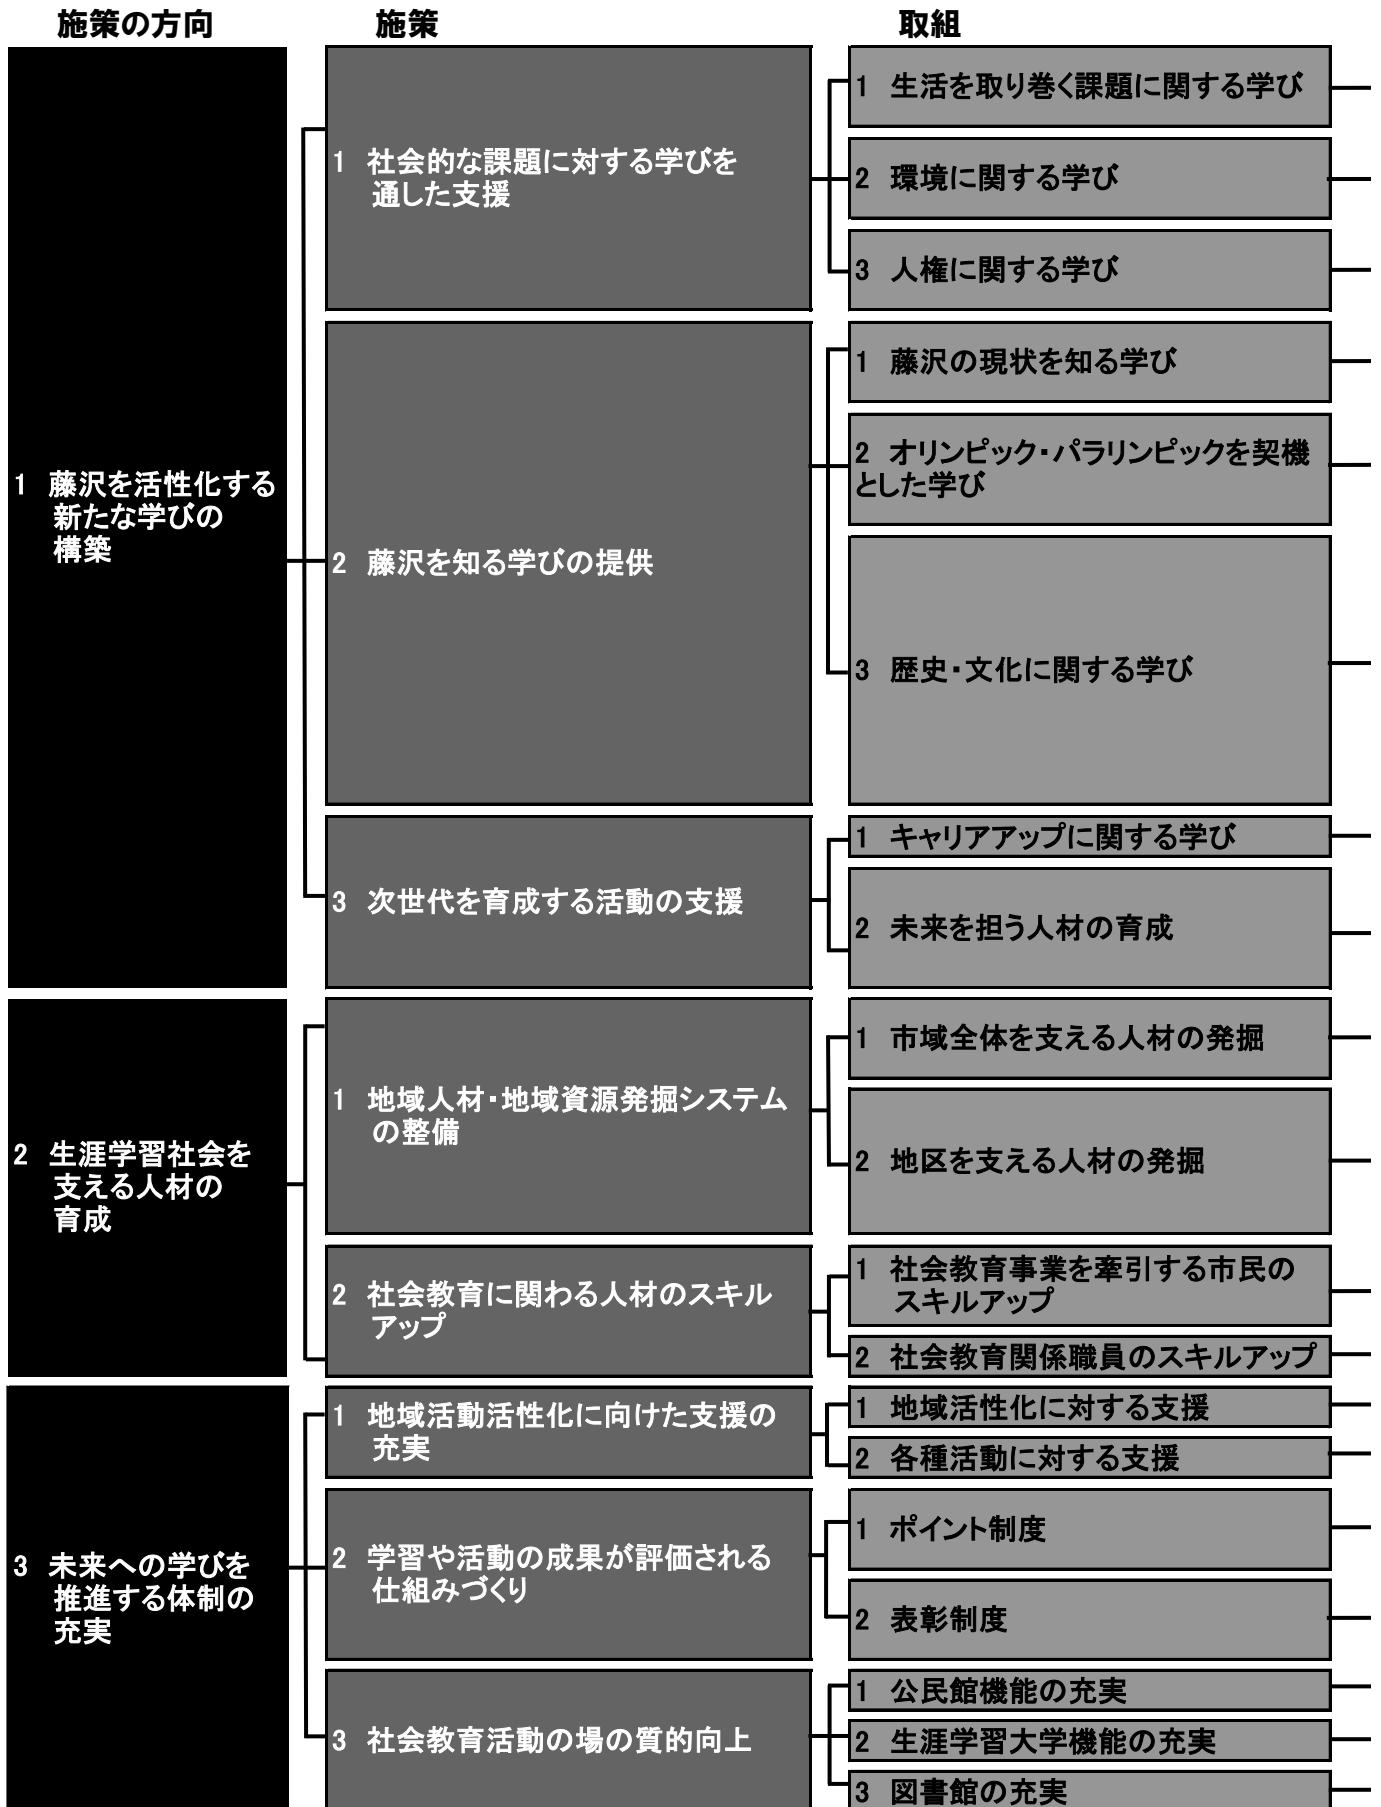 施策の方向
施策
取組
1 藤沢を活性化する
新たな学びの
構築
1 社会的な課題に対する学びを
通した支援
1 生活を取り巻く課題に関する学び
2 環境に関する学び
3 人権に関する学び
2 藤沢を知る学びの提供
1 藤沢の現状を知る学び
2 オリンピック・パラリンピックを契機
とした学び
3 歴史・文化に関する学び
3 次世代を育成する活動の支援
1 キャリアアップに関する学び
2 未来を担う人材の育成
2 生涯学習社会を
支える人材の
育成
1 地域人材・地域資源発掘システム
の整備
1 市域全体を支える人材の発掘
2 地区を支える人材の発掘
2 社会教育に関わる人材のスキル
アップ
1 社会教育事業を牽引する市民の
スキルアップ
2 社会教育関係職員のスキルアップ
3 未来への学びを
推進する体制の
充実
1 地域活動活性化に向けた支援の
充実
1 地域活性化に対する支援
2 各種活動に対する支援
2 学習や活動の成果が評価される
仕組みづくり
1 ポイント制度
2 表彰制度
3 社会教育活動の場の質的向上
1 公民館機能の充実
2 生涯学習大学機能の充実
3 図書館の充実